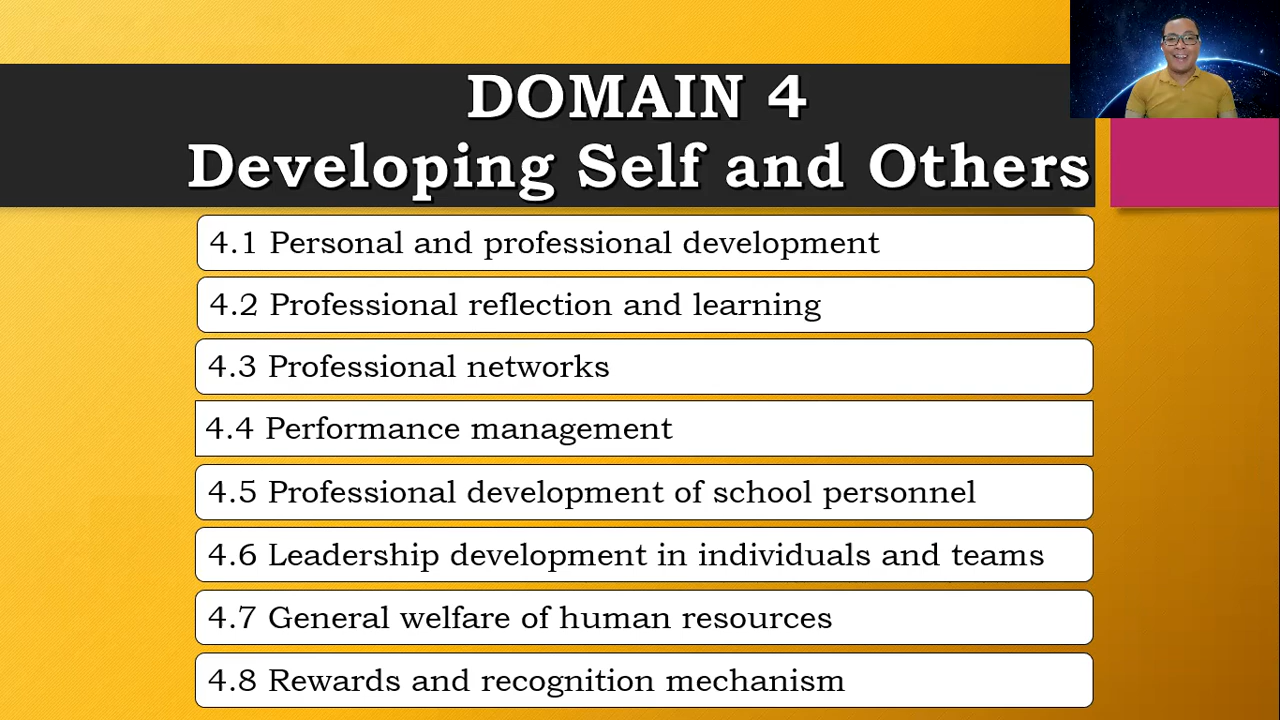 DOMAIN 4
Developing Self and Others
4.1 Personal and professional development
4.2 Professional reflection and learning
4.3 Professional networks
4.4 Performance management
4.5 Professional development of school personnel
4.6 Leadership development in individuals and teams
4.7 General welfare of human resources
4.8 Rewards and recognition mechanism